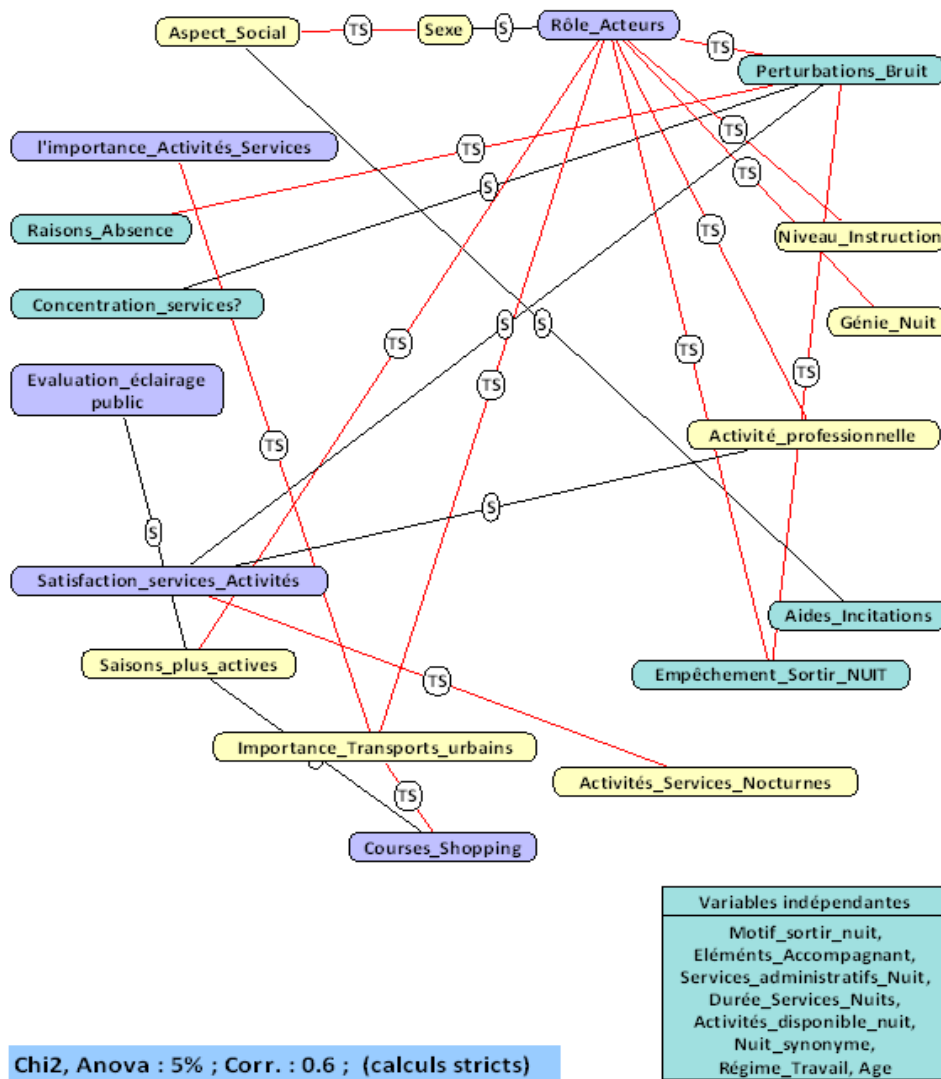 Aspect_Social
TS
Sexe
S
Rôle_Acteurs
TS
Perturbations_Bruit
l'importance_Activités_Services
TS
TS
TS
S
Raisons_Absence
TS
Niveau_Instruction
Concentration_services?
Génie_Nuit
S
S
TS
TS
Evaluation_éclairage
public
TS
TS
Activité_professionnelle
TS
S
S
Satisfaction_services_Activités
Aides_Incitations
Saisons_plus_actives
TS
Empêchement_Sortir_NUIT
Importance_Transports_urbains
Activités_Services_Nocturnes
TS
Courses_Shopping
Variables indépendantes
Motif_sortir_nuit,
Eléments_Accompagnant,
Services_administratifs_Nuit,
Durée_Services_Nuits,
Activités_disponible_nuit,
Nuit_synonyme,
Régime_Travail, Age
Chi2, Anova : 5% ; Corr. : 0.6 ; (calculs stricts)